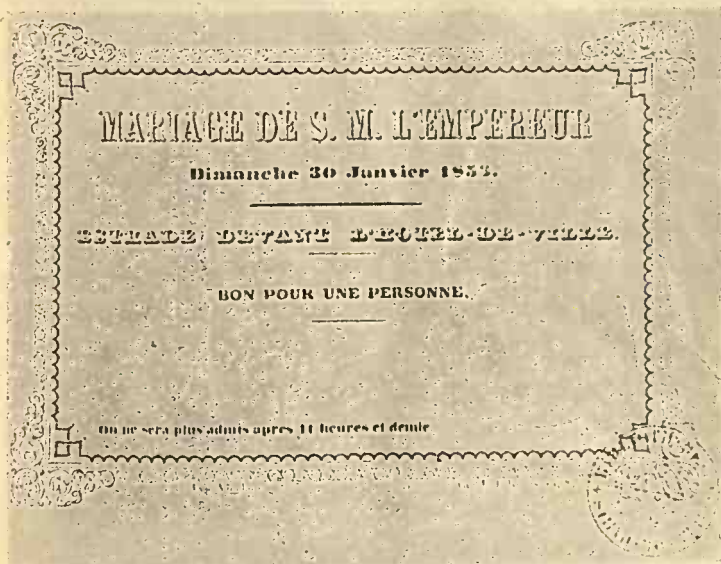 MARIAGE DE S. M. L'EMPEREUR
Dimanche 30 Janvier 1853.
ESTRADE DEVANT L'HOTEL-DE-VILLE.
BON POUR UNE PERSONNE.
On ne sera plus admis après 11 heures et demie